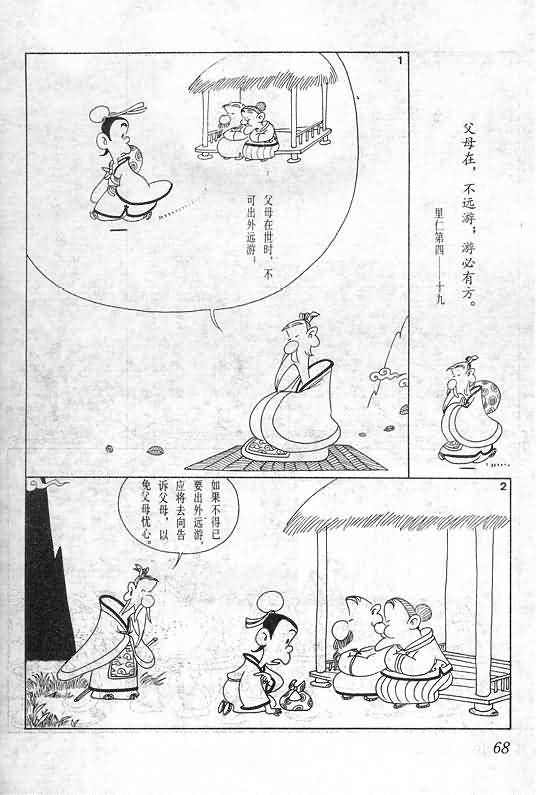 父母在，不远游；游必有方。
里仁第四——十九
1
父母在世时，不
可出外远游；
2
如果不得已
要出外远游，
应将去向告
诉父母，以
免父母忧心。
68